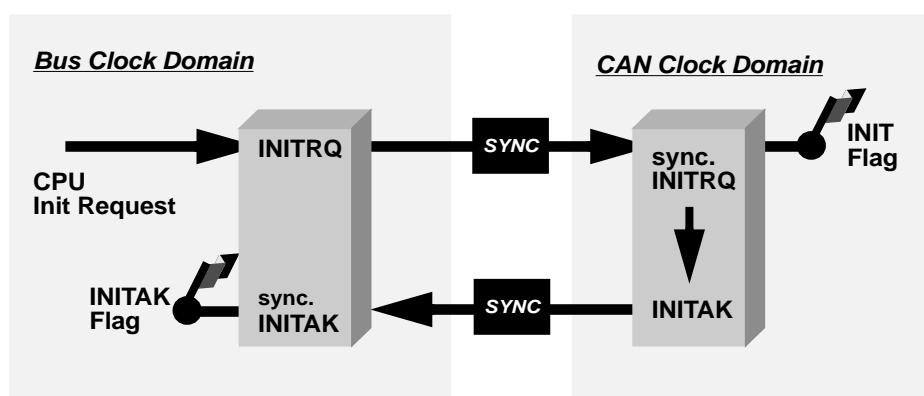 Bus Clock Domain
CAN Clock Domain
CPU
Init Request
INITRQ
SYNC
sync.
INITRQ
INIT
Flag
INITAK
Flag
sync.
INITAK
SYNC
INITAK